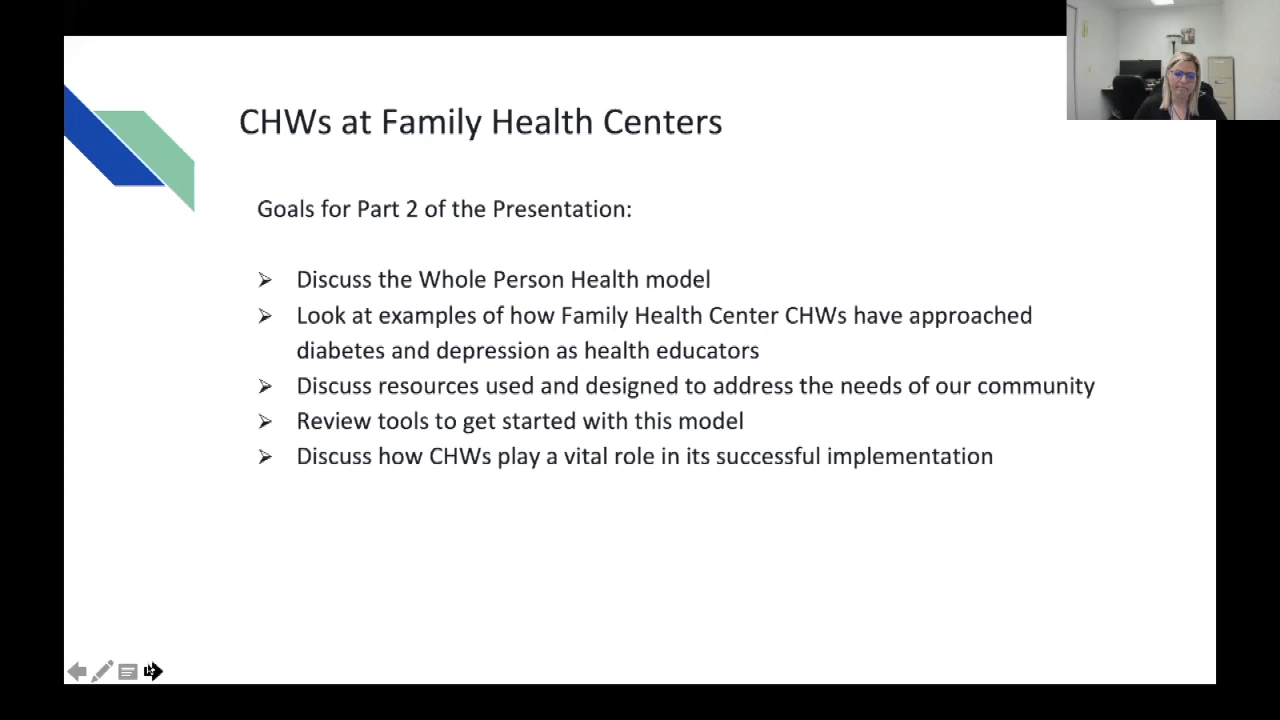 CHWs at Family Health Centers
Goals for Part 2 of the Presentation:
Discuss the Whole Person Health model
Look at examples of how Family Health Center CHWs have approached
diabetes and depression as health educators
Discuss resources used and designed to address the needs of our community
Review tools to get started with this model
Discuss how CHWs play a vital role in its successful implementation